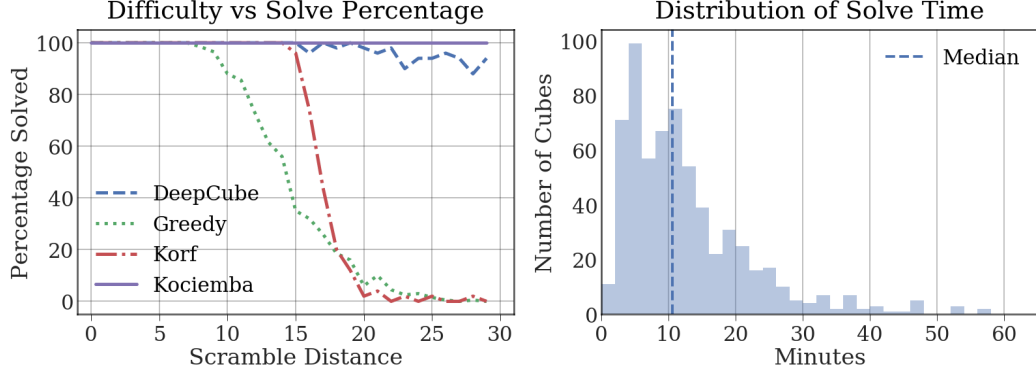 Difficulty vs Solve Percentage
Percentage Solved
100
80
60
40
20
0
DeepCube
Greedy
Korf
Kociemba
0 5 10 15 20 25 30
Scramble Distance
Distribution of Solve Time
Number of Cubes
100
80
60
40
20
0
Median
0 10 20 30 40 50 60
Minutes